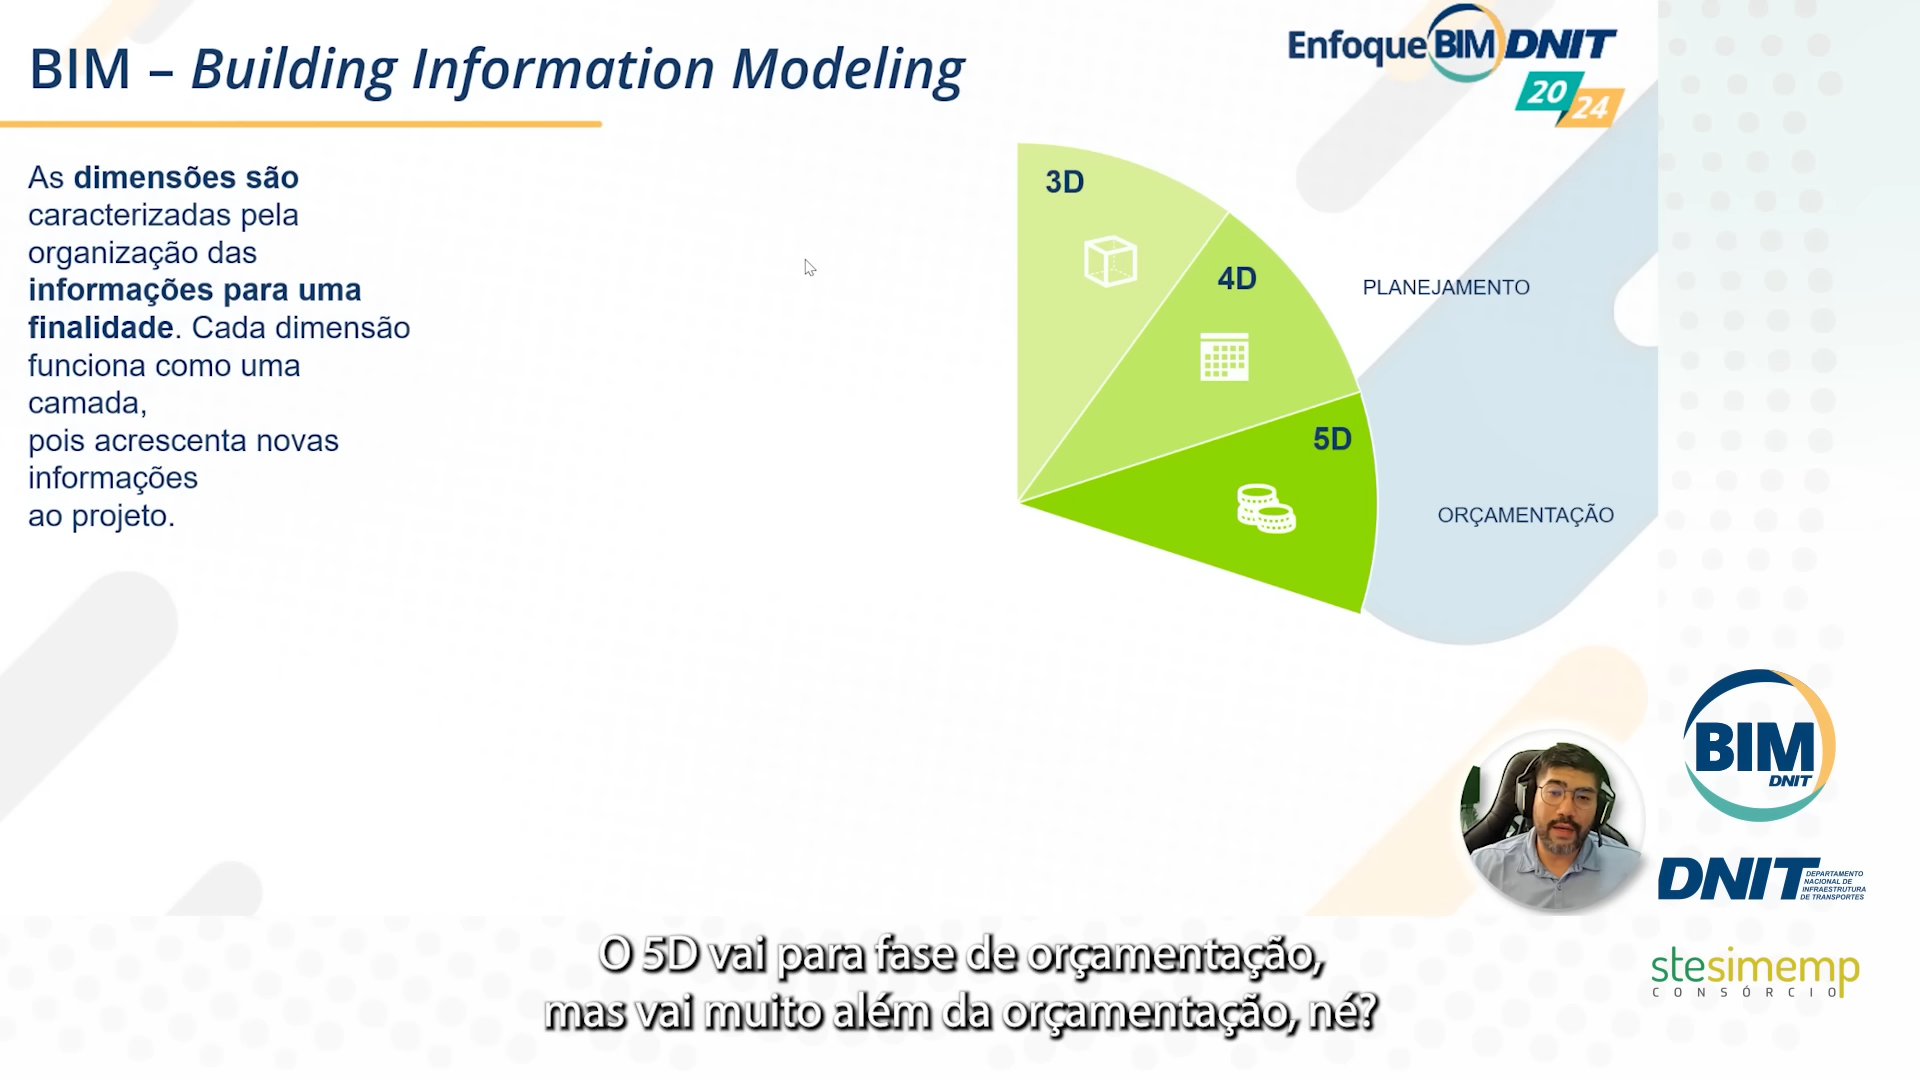 BIM – Building Information Modeling
Enfoque BIM DNIT
20 24
As dimensões são
caracterizadas pela
organização das
informações para uma
finalidade. Cada dimensão
funciona como uma
camada,
pois acrescenta novas
informações
ao projeto.
3D
4D
PLANEJAMENTO
5D
ORÇAMENTAÇÃO
BIM
DNIT
DNIT
DEPARTAMENTO
NACIONAL DE
INFRAESTRUTURA
DE TRANSPORTES
stesimemp
CONSÓRCIO
O 5D vai para fase de orçamentação,
mas vai muito além da orçamentação, né?